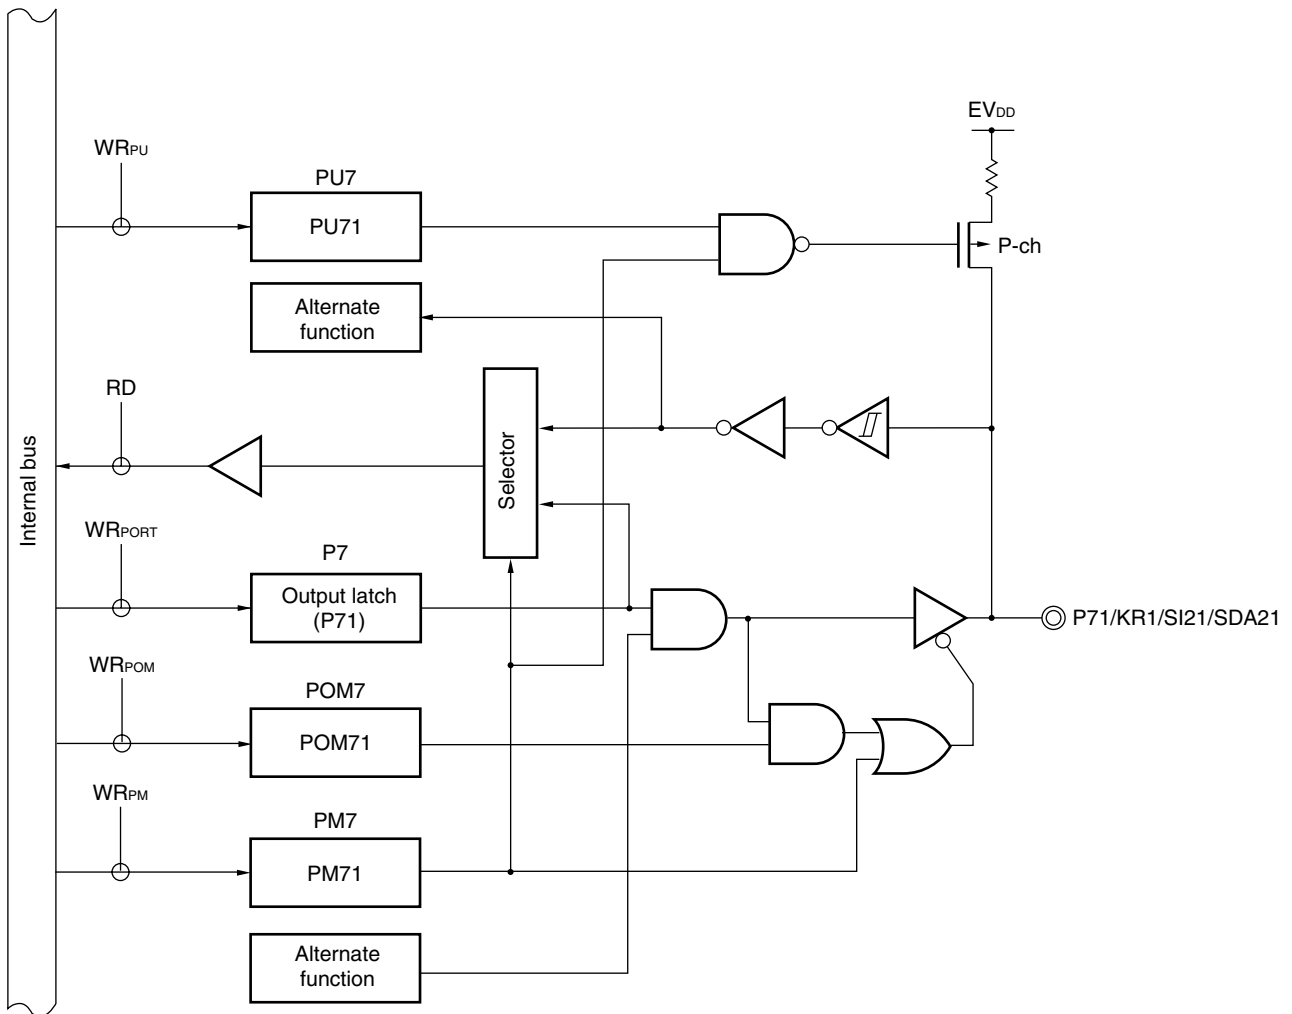 EVDD
WRPU
PU7
PU71
P-ch
Alternate
function
RD
Internal bus
Selector
WRPORT
P7
Output latch
(P71)
P71/KR1/SI21/SDA21
WRPOM
POM7
POM71
WRPM
PM7
PM71
Alternate
function